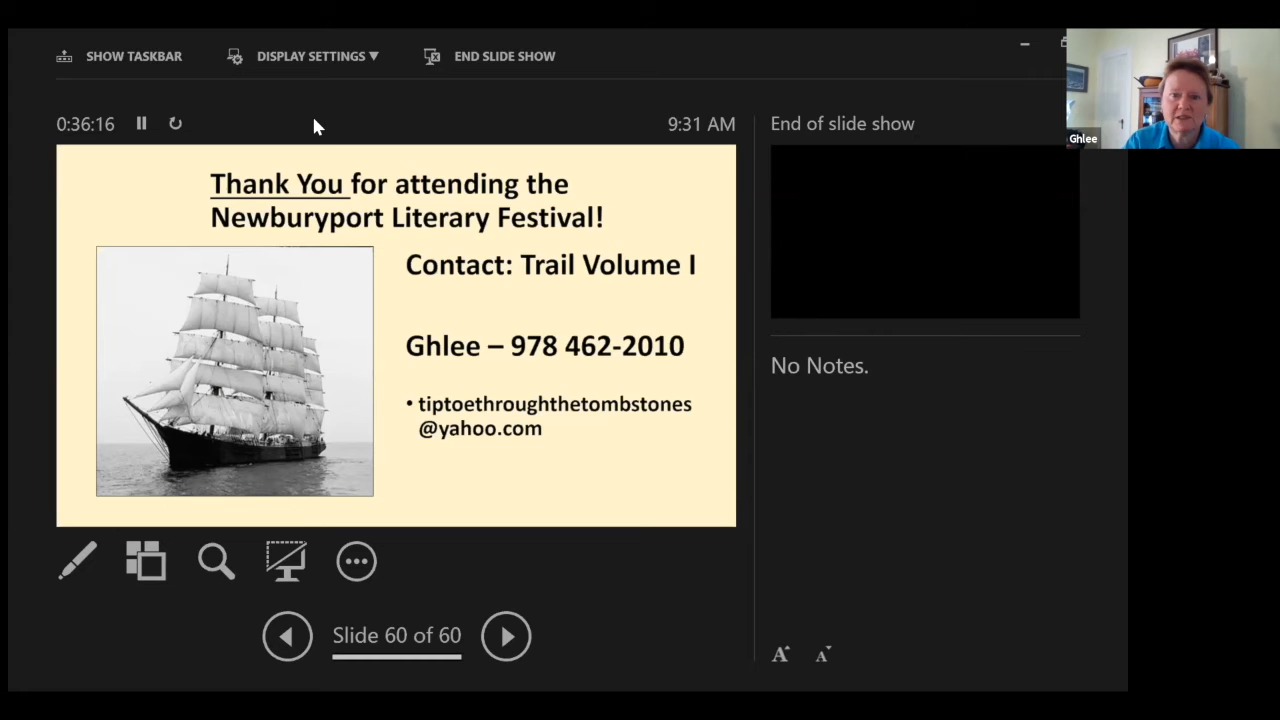 SHOW TASKBAR
DISPLAY SETTINGS ▼
END SLIDE SHOW
0:36:16
9:31 AM
End of slide show
Ghlee
Thank You for attending the
Newburyport Literary Festival!
Contact: Trail Volume I
Ghlee – 978 462-2010
• tiptoethroughthetombstones
@yahoo.com
No Notes.
Slide 60 of 60
A A